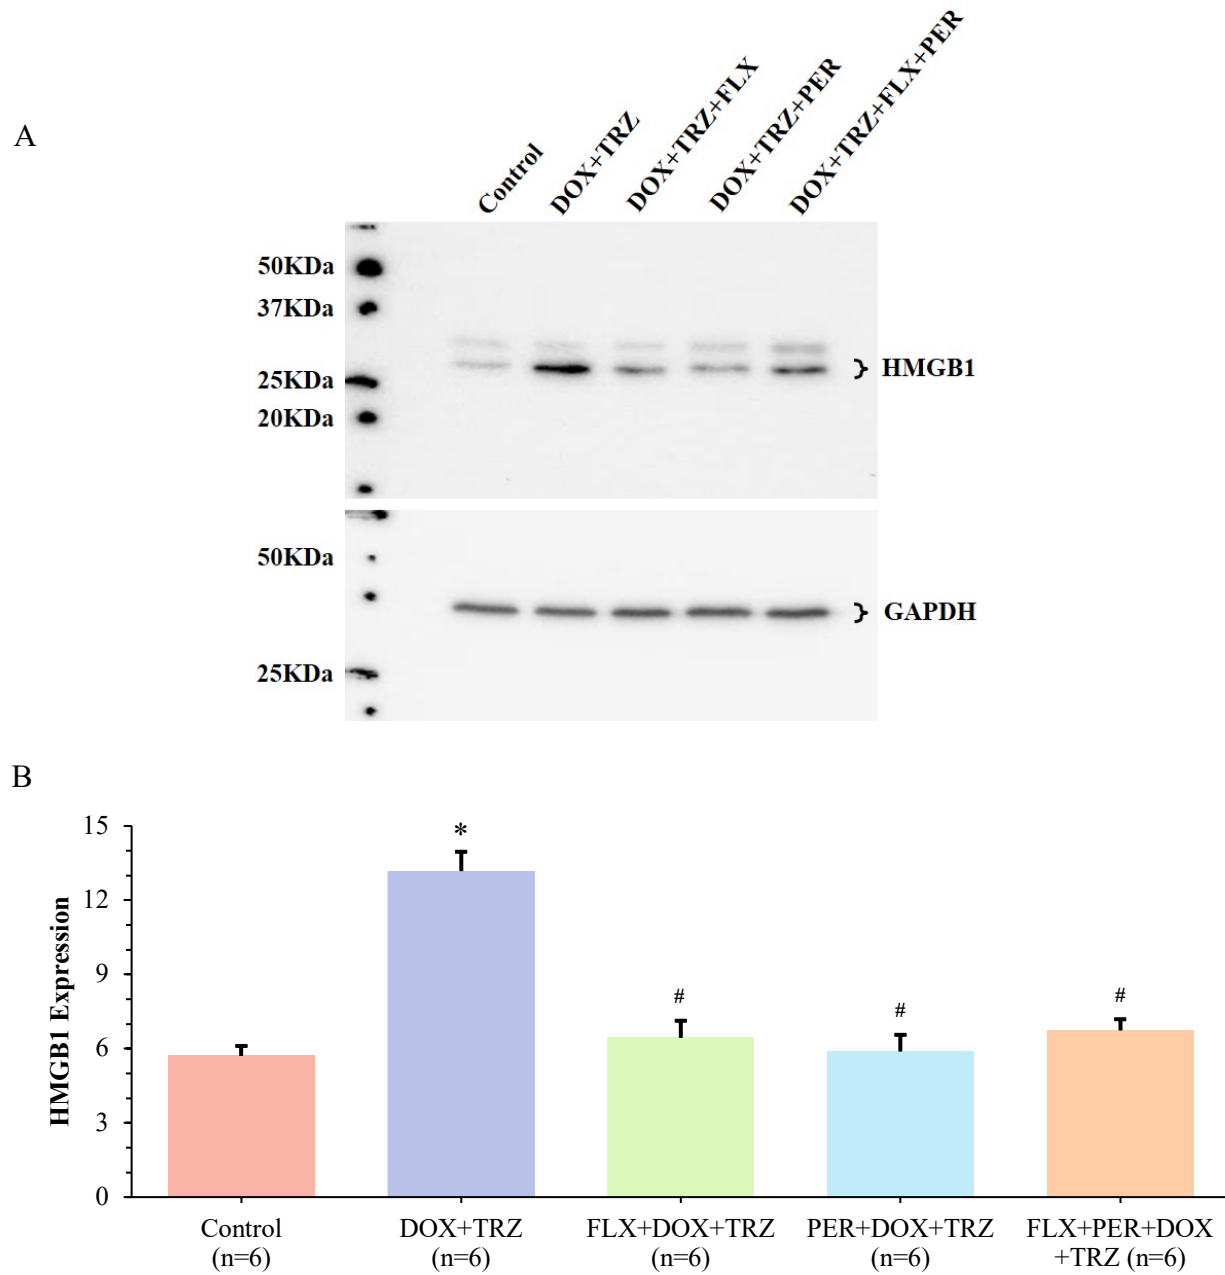 A
Control
DOX+TRZ
DOX+TRZ+FLX
DOX+TRZ+PER
DOX+TRZ+FLX+PER
50KDa
37KDa
25KDa
20KDa
} HMGB1
50KDa
25KDa
} GAPDH
B
HMGB1 Expression
15
12
9
6
3
0
*
#
#
#
Control
(n=6)
DOX+TRZ
(n=6)
FLX+DOX+TRZ
(n=6)
PER+DOX+TRZ
(n=6)
FLX+PER+DOX
+TRZ (n=6)